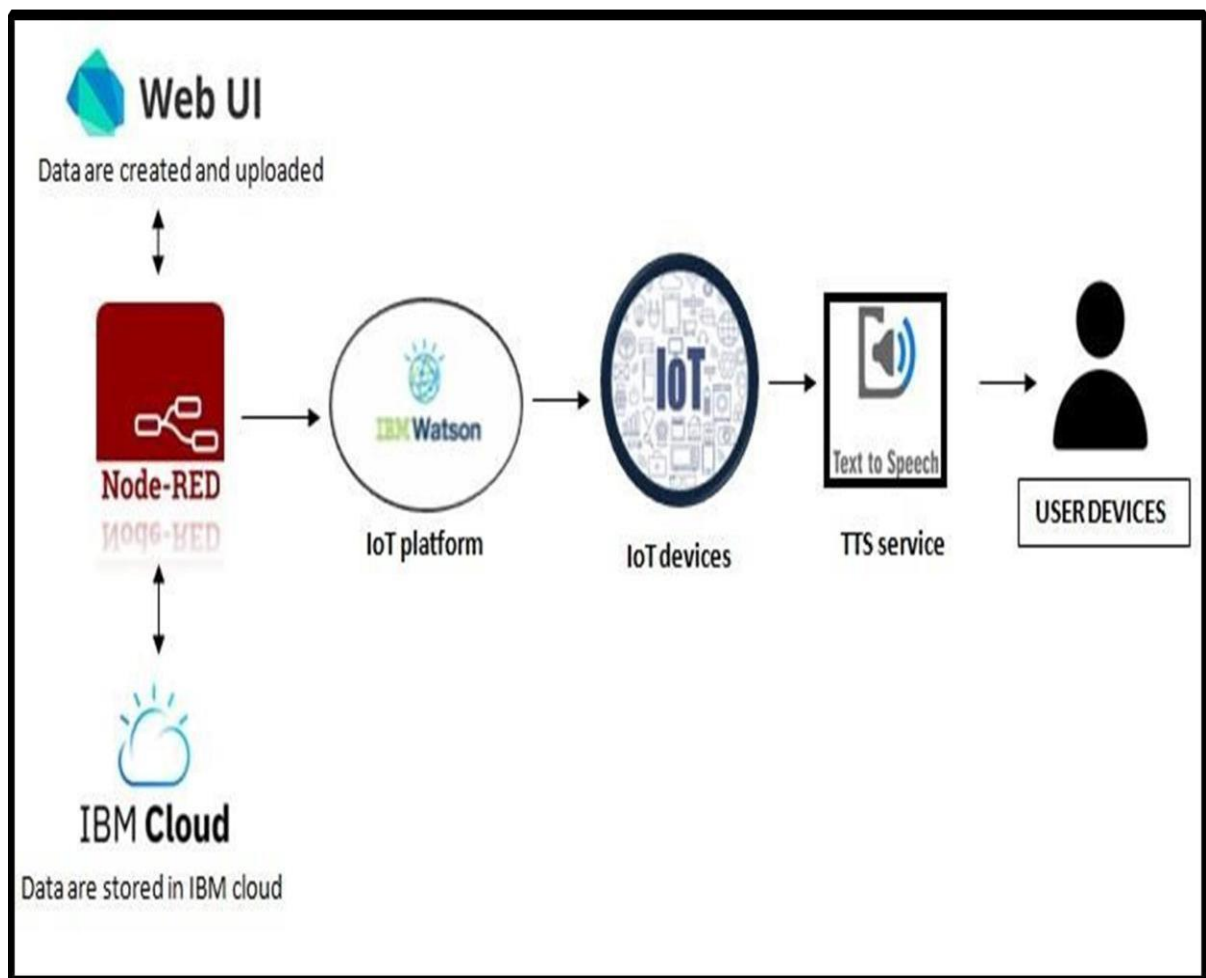 Web UI
Data are created and uploaded
Node-RED
IBM Watson
IoT platform
IoT
IoT devices
Text to Speech
TTS service
USER DEVICES
IBM Cloud
Data are stored in IBM cloud